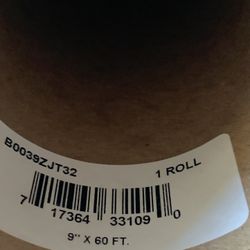 B0039ZJT32 1 ROLL
7 17364 33109 0
9" X 60 FT.